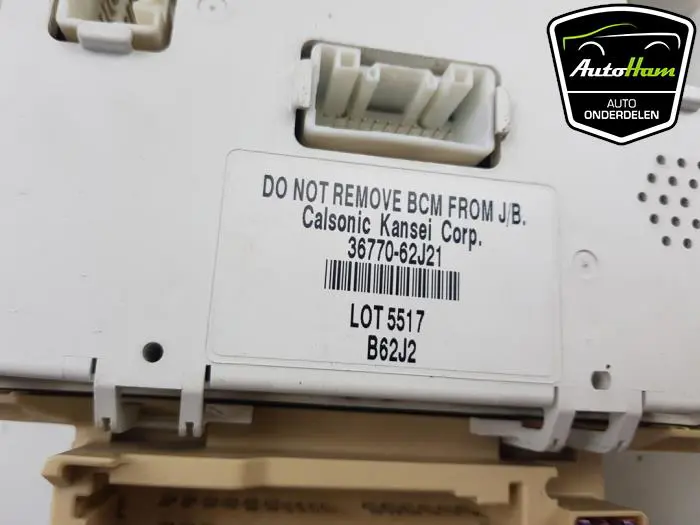 AutoHam
AUTO
ONDERDELEN
DO NOT REMOVE BCM FROM J/B.
Calsonic Kansei Corp.
36770-62J21
LOT 5517
B62J2